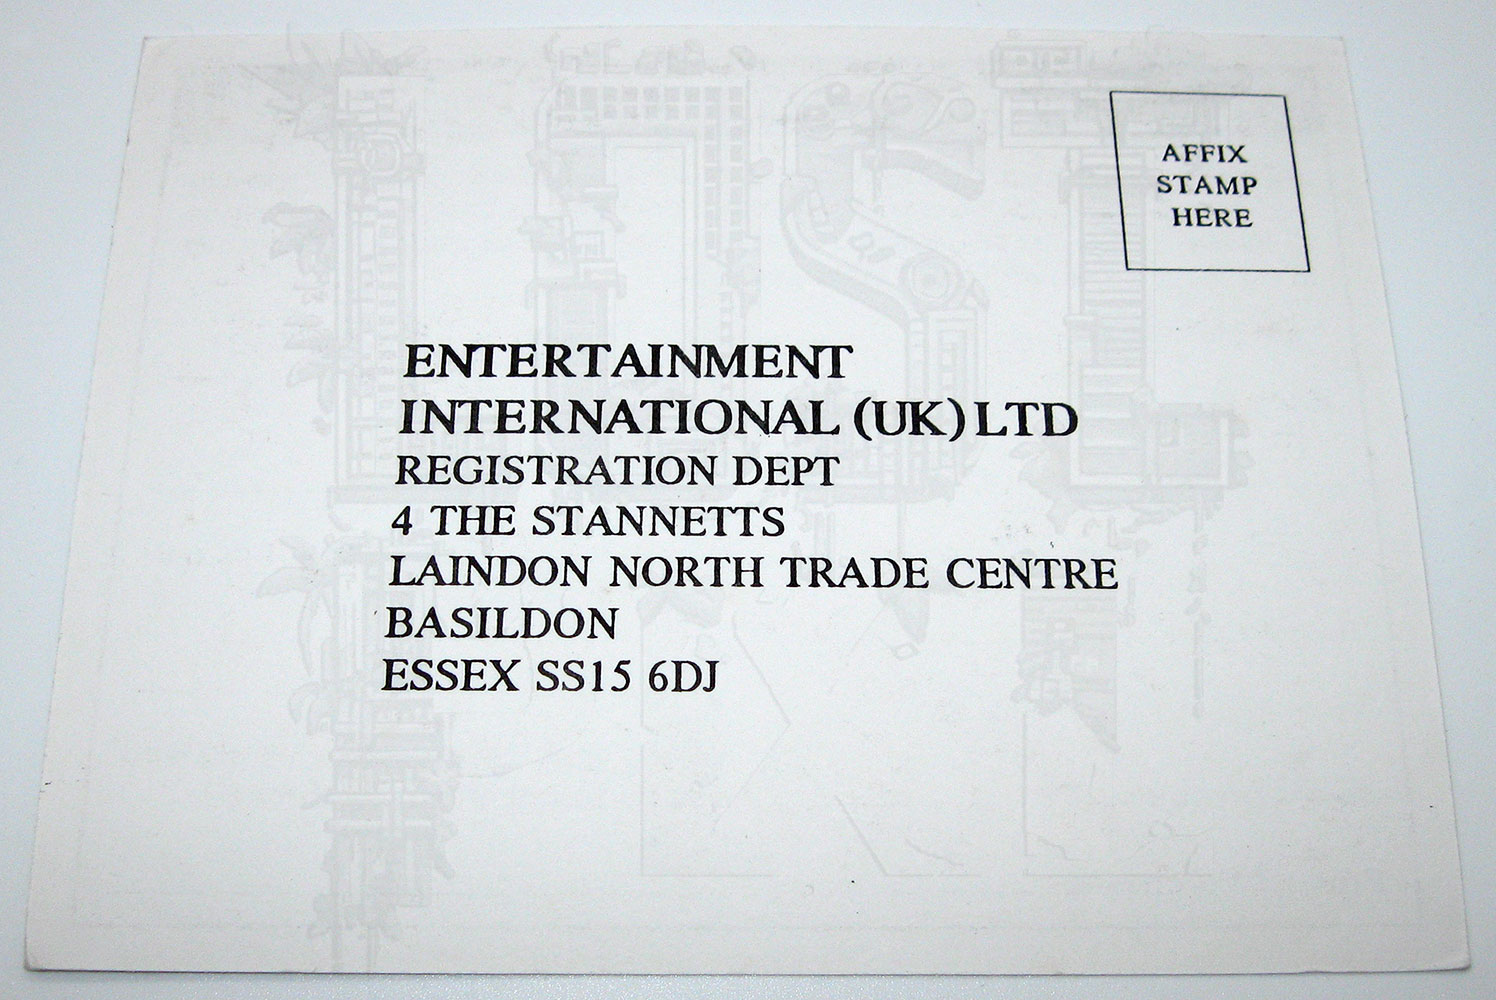 AFFIX
STAMP
HERE
ENTERTAINMENT
INTERNATIONAL (UK) LTD
REGISTRATION DEPT
4 THE STANNETTS
LAINDON NORTH TRADE CENTRE
BASILDON
ESSEX SS15 6DJ